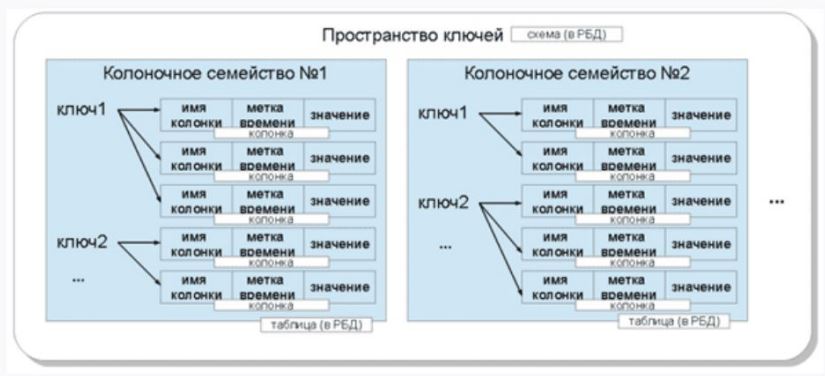 Пространство ключей схема (в РБД)
Колоночное семейство №1
ключ1
имя колонки метка времени значение
колонка
имя колонки метка времени значение
колонка
имя колонки метка времени значение
колонка
ключ2
имя колонки метка времени значение
колонка
...
имя колонки метка времени значение
колонка
таблица (в РБД)
Колоночное семейство №2
ключ1
имя колонки метка времени значение
колонка
имя колонки метка времени значение
колонка
ключ2
имя колонки метка времени значение
колонка
...
имя колонки метка времени значение
колонка
имя колонки метка времени значение
колонка
таблица (в РБД)
...